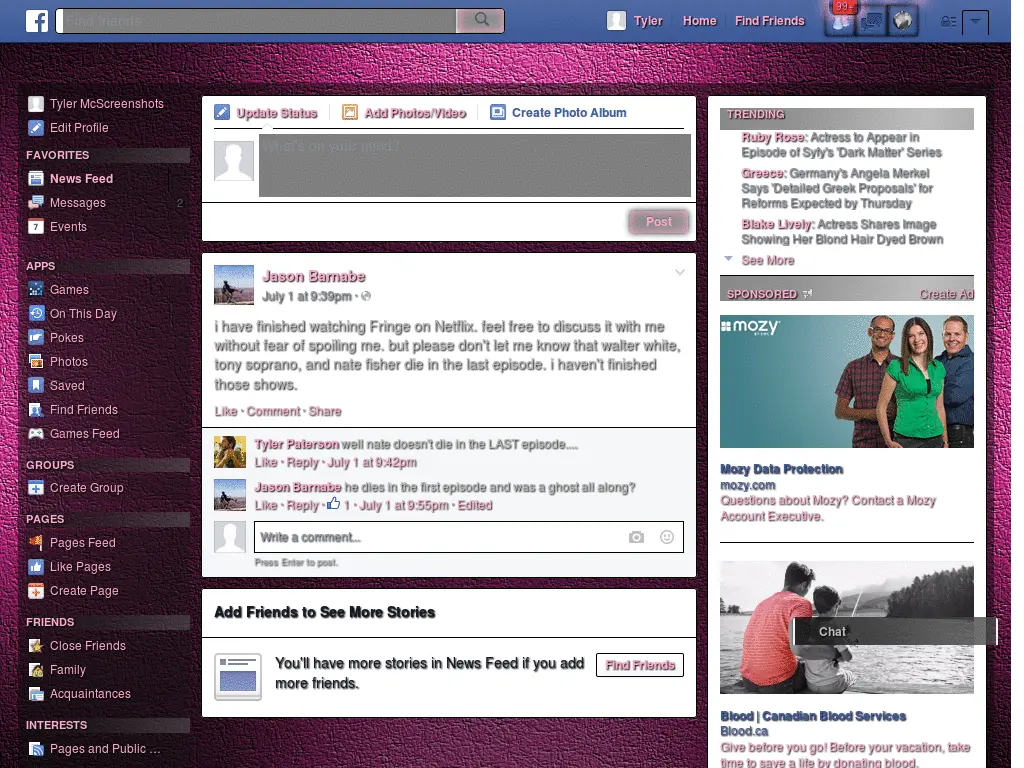 f Find friends Tyler Home Find Friends 99+
Tyler McScreenshots
Edit Profile
FAVORITES
News Feed
Messages 2
Events
APPS
Games
On This Day
Pokes
Photos
Saved
Find Friends
Games Feed
GROUPS
Create Group
PAGES
Pages Feed
Like Pages
Create Page
FRIENDS
Close Friends
Family
Acquaintances
INTERESTS
Pages and Public ...
Update Status Add Photos/Video Create Photo Album
What's on your mind?
Post
Jason Barnabe
July 1 at 9:39pm ·
i have finished watching Fringe on Netflix. feel free to discuss it with me
without fear of spoiling me. but please don't let me know that walter white,
tony soprano, and nate fisher die in the last episode. i haven't finished
those shows.
Like · Comment · Share
Tyler Paterson well nate doesn't die in the LAST episode....
Like · Reply · July 1 at 9:42pm
Jason Barnabe he dies in the first episode and was a ghost all along?
Like · Reply · 1 · July 1 at 9:55pm · Edited
Write a comment...
Press Enter to post.
Add Friends to See More Stories
You'll have more stories in News Feed if you add
more friends.
Find Friends
TRENDING
Ruby Rose: Actress to Appear in
Episode of Syfy's 'Dark Matter' Series
Greece: Germany's Angela Merkel
Says 'Detailed Greek Proposals' for
Reforms Expected by Thursday
Blake Lively: Actress Shares Image
Showing Her Blond Hair Dyed Brown
See More
SPONSORED Create Ad
mozy
Mozy Data Protection
mozy.com
Questions about Mozy? Contact a Mozy
Account Executive.
Chat
Blood | Canadian Blood Services
Blood.ca
Give before you go! Before your vacation, take
time to save a life by donating blood.